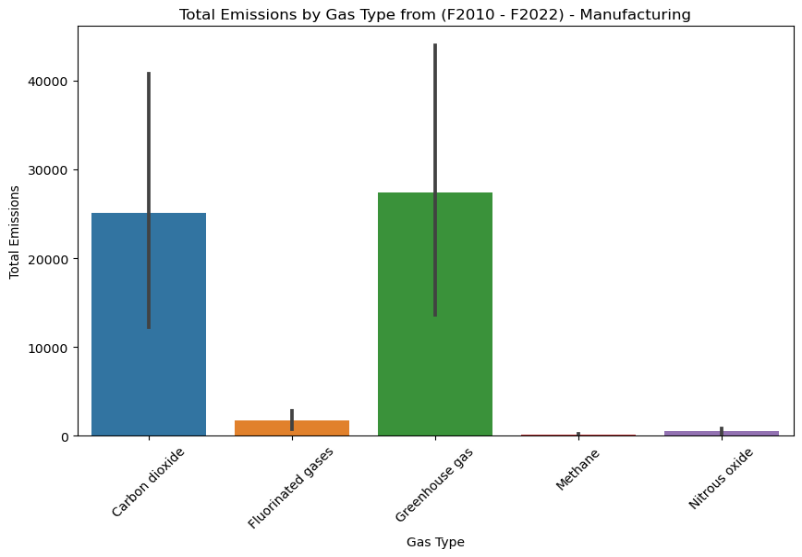 Total Emissions by Gas Type from (F2010 - F2022) - Manufacturing
40000
30000
20000
10000
0
Total Emissions
Carbon dioxide
Fluorinated gases
Greenhouse gas
Methane
Nitrous oxide
Gas Type